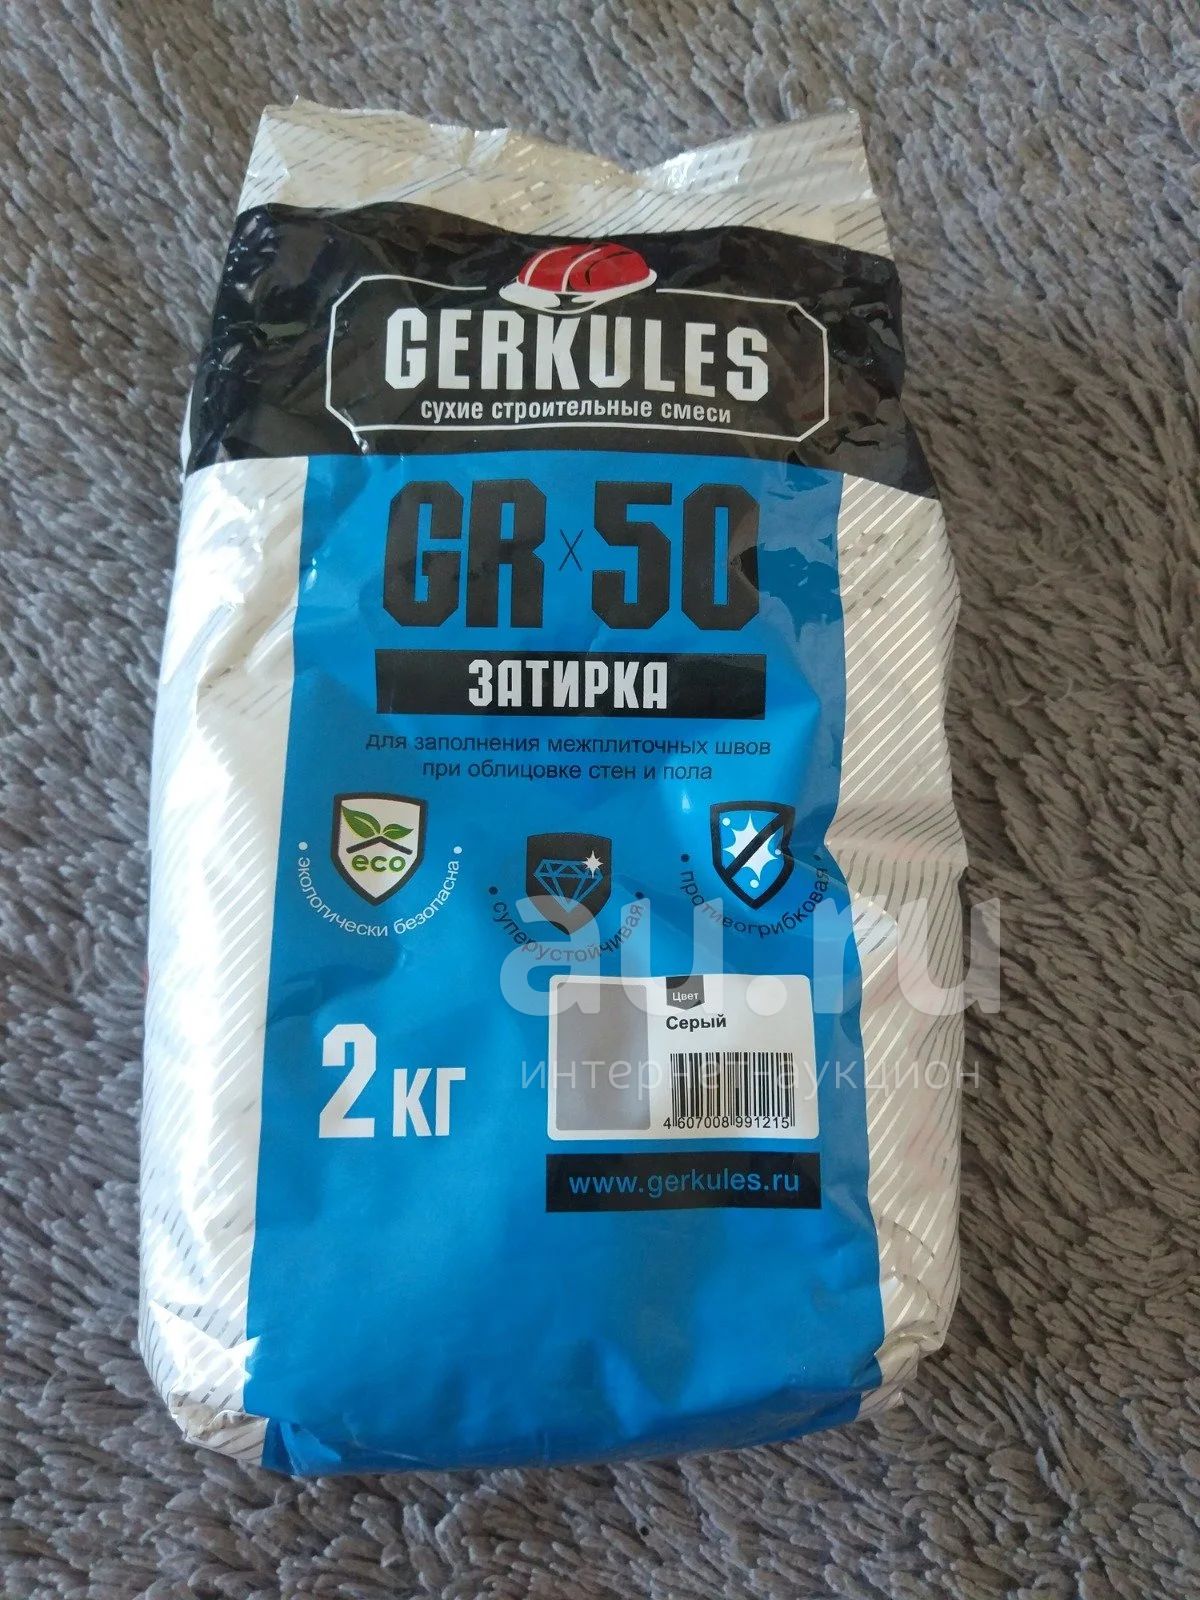 GERKULES
сухие строительные смеси
GR x 50
ЗАТИРКА
для заполнения межплиточных швов
при облицовке стен и пола
eco
• экологически безопасна •
• суперустойчивая •
• противогрибковая •
au.ru
интернет-аукцион
2 кг
Цвет
Серый
4 607008 991215
www.gerkules.ru